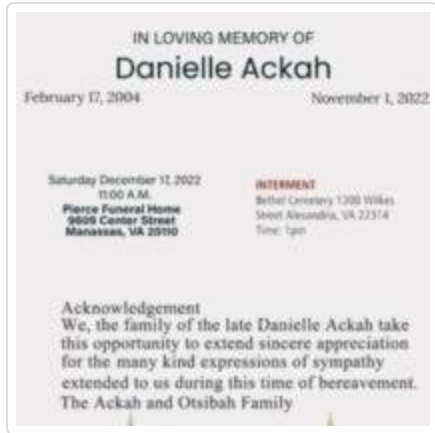 IN LOVING MEMORY OF
Danielle Ackah
February 17, 2004 November 1, 2022
Saturday December 17, 2022
11:00 A.M.
Pierce Funeral Home
9609 Center Street
Manassas, VA 20110
INTERMENT
Bethel Cemetery 1200 Wilkes
Street Alexandria, VA 22314
Time: 1pm
Acknowledgement
We, the family of the late Danielle Ackah take
this opportunity to extend sincere appreciation
for the many kind expressions of sympathy
extended to us during this time of bereavement.
The Ackah and Otsibah Family